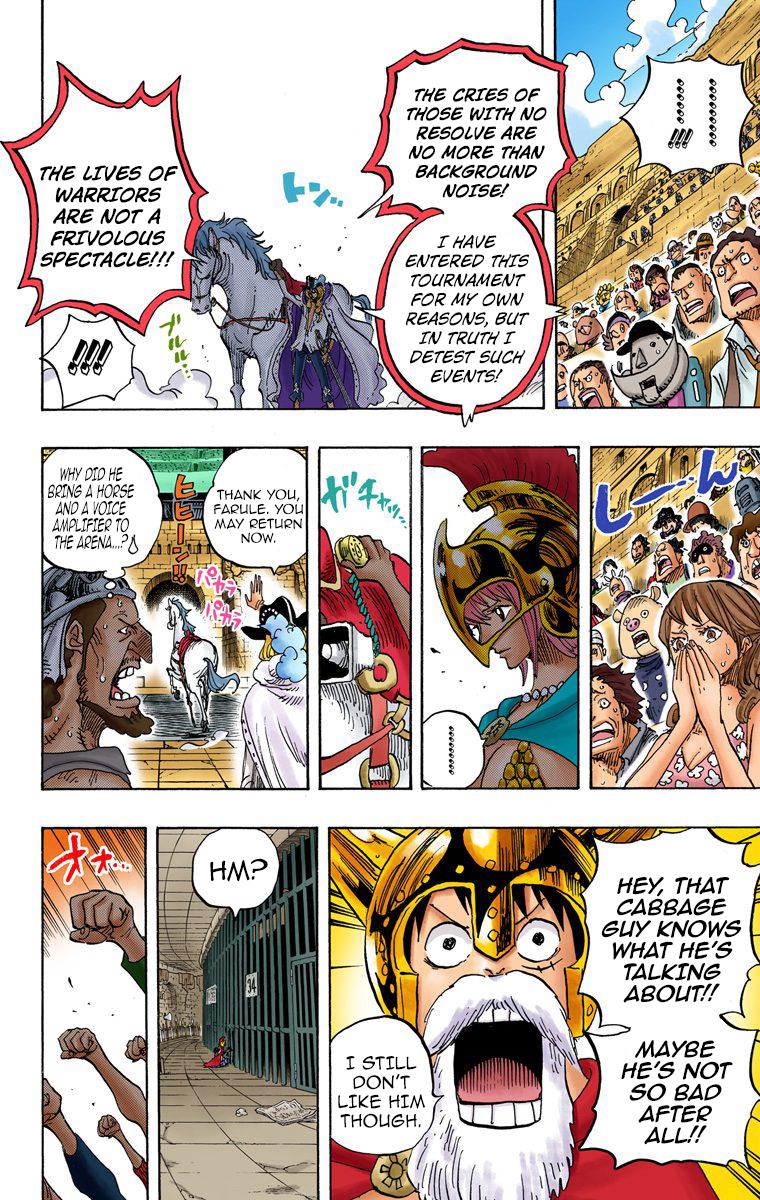 !!!
THE CRIES OF
THOSE WITH NO
RESOLVE ARE
NO MORE THAN
BACKGROUND
NOISE!
I HAVE
ENTERED THIS
TOURNAMENT
FOR MY OWN
REASONS, BUT
IN TRUTH I
DETEST SUCH
EVENTS!
トン..
THE LIVES OF
WARRIORS
ARE NOT A
FRIVOLOUS
SPECTACLE!!!
ブルル..
!!!
しーーん
ガチャッ...
THANK YOU,
FARULE. YOU
MAY RETURN
NOW.
ヒヒーン!!
パカラ
パカラ
WHY DID HE
BRING A HORSE
AND A VOICE
AMPLIFIER TO
THE ARENA....?
HEY, THAT
CABBAGE
GUY KNOWS
WHAT HE'S
TALKING
ABOUT!!
MAYBE
HE'S NOT
SO BAD
AFTER
ALL!!
I STILL
DON'T
LIKE HIM
THOUGH.
HM?
34
オオ...